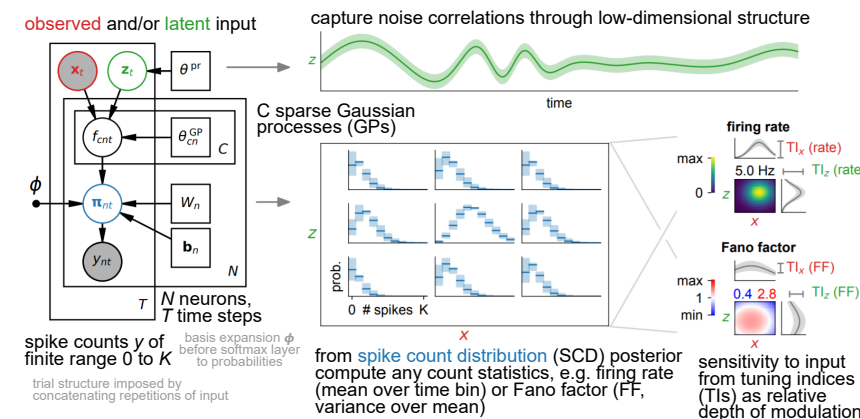 observed and/or latent input
capture noise correlations through low-dimensional structure
x_t
z_t
θ^pr
z
time
C sparse Gaussian
processes (GPs)
f_cnt
θ_cn^GP
C
ϕ
π_nt
W_n
b_n
y_nt
N
T
N neurons,
T time steps
z
prob.
0 # spikes K
x
firing rate
max
0
5.0 Hz
TI_x (rate)
TI_z (rate
z
x
Fano factor
max
1
min
0.4 2.8
TI_x (FF)
TI_z (FF)
z
x
spike counts y of
finite range 0 to K
basis expansion ϕ
before softmax layer
to probabilities
trial structure imposed by
concatenating repetitions of input
from spike count distribution (SCD) posterior
compute any count statistics, e.g. firing rate
(mean over time bin) or Fano factor (FF,
variance over mean)
sensitivity to input
from tuning indices
(TIs) as relative
depth of modulation